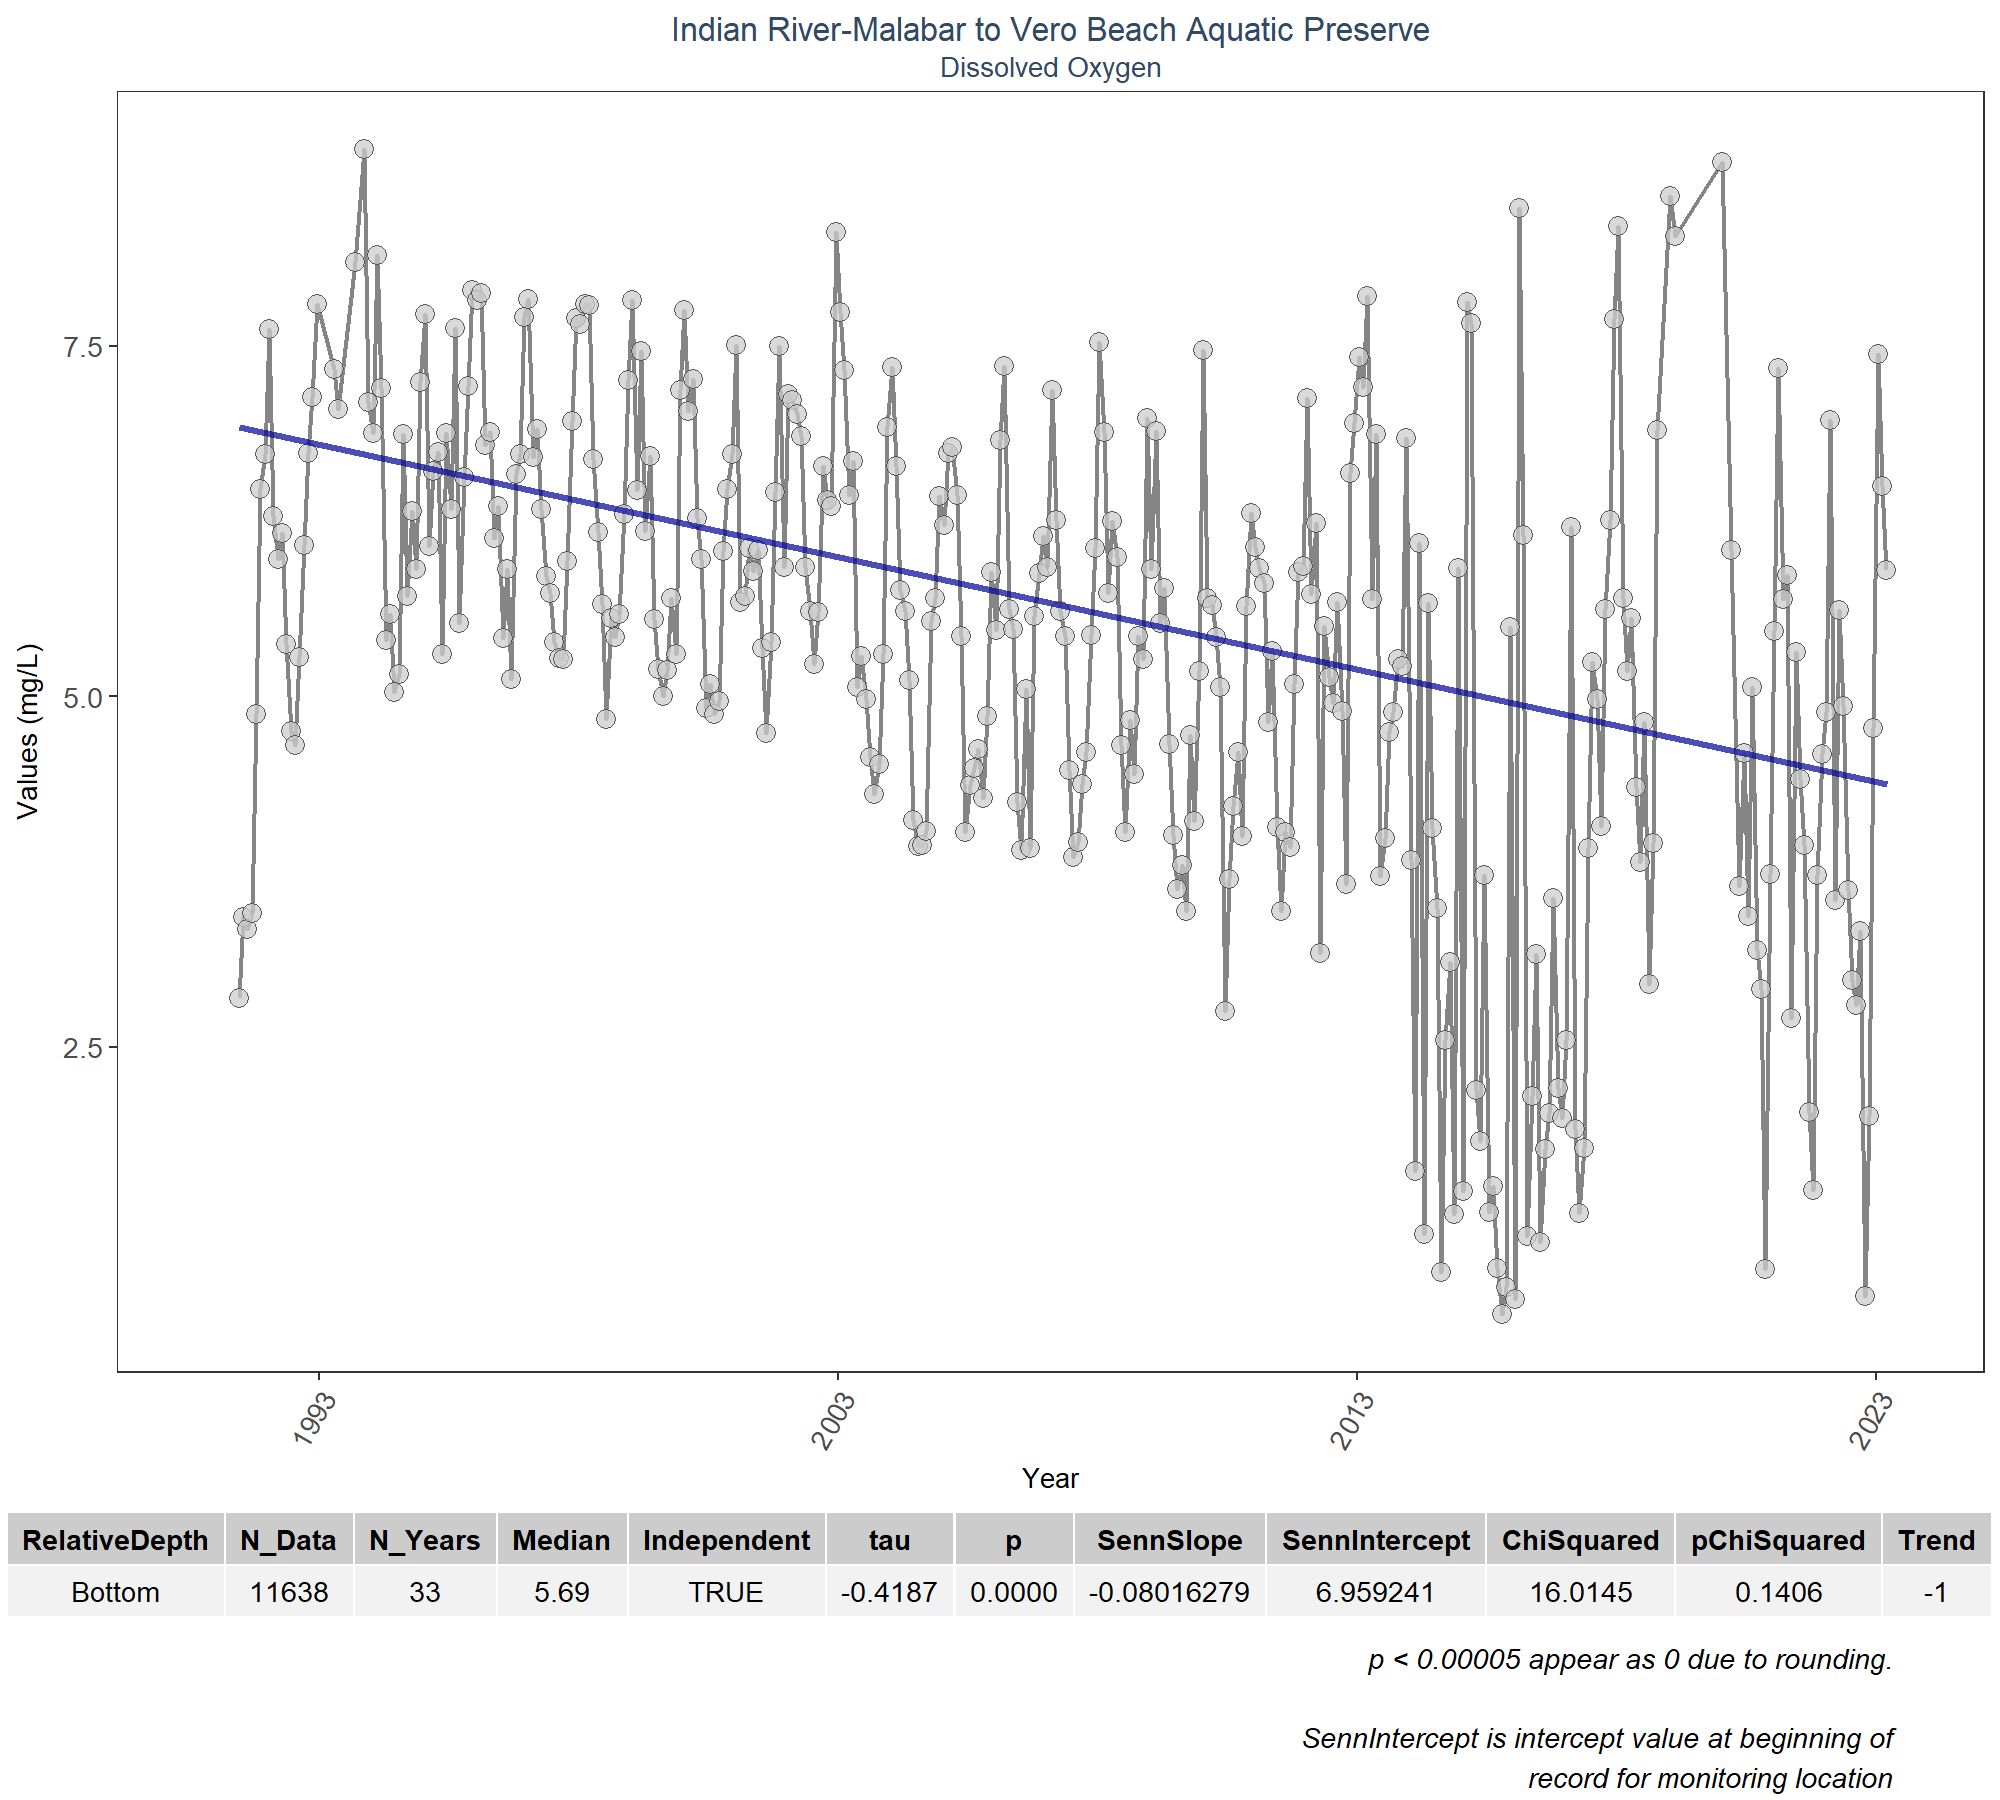 Indian River-Malabar to Vero Beach Aquatic Preserve
Dissolved Oxygen
Values (mg/L)
7.5
5.0
2.5
1993
2003
2013
2023
Year
RelativeDepth N_Data N_Years Median Independent tau p SennSlope SennIntercept ChiSquared pChiSquared Trend
Bottom 11638 33 5.69 TRUE -0.4187 0.0000 -0.08016279 6.959241 16.0145 0.1406 -1
p < 0.00005 appear as 0 due to rounding.
SennIntercept is intercept value at beginning of
record for monitoring location